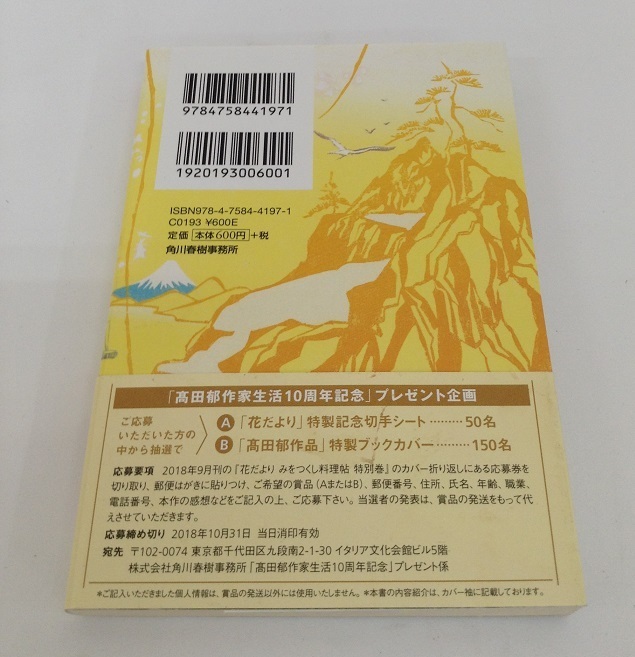 9784758441971
1920193006001
ISBN978-4-7584-4197-1
C0193 ¥600E
定価 本体600円 +税
角川春樹事務所
「髙田郁作家生活10周年記念」プレゼント企画
ご応募
いただいた方の
中から抽選で
A 「花だより」特製記念切手シート………50名
B 「髙田郁作品」特製ブックカバー………150名
応募要項 2018年9月刊の『花だより みをつくし料理帖 特別巻』のカバー折り返しにある応募券を
切り取り、郵便はがきに貼りつけ、ご希望の賞品(AまたはB)、郵便番号、住所、氏名、年齢、職業、
電話番号、本作の感想などをご記入の上、ご応募下さい。当選者の発表は、賞品の発送をもって代
えさせていただきます。
応募締め切り 2018年10月31日 当日消印有効
宛先 〒102-0074 東京都千代田区九段南2-1-30 イタリア文化会館ビル5階
株式会社角川春樹事務所「髙田郁作家生活10周年記念」プレゼント係
*ご記入いただきました個人情報は、賞品の発送以外には使用いたしません。 *本書の内容紹介は、カバー袖に記載しております。